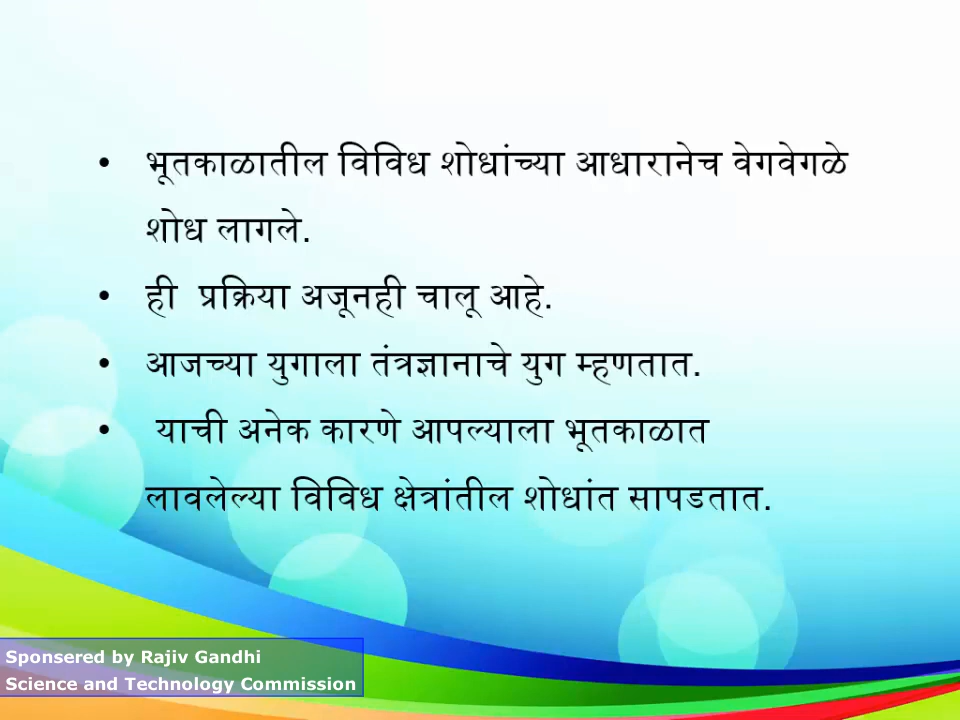 • भूतकाळातील विविध शोधांच्या आधारानेच वेगवेगळे
शोध लागले.
• ही प्रक्रिया अजूनही चालू आहे.
• आजच्या युगाला तंत्रज्ञानाचे युग म्हणतात.
• याची अनेक कारणे आपल्याला भूतकाळात
लावलेल्या विविध क्षेत्रांतील शोधांत सापडतात.
Sponsered by Rajiv Gandhi
Science and Technology Commission